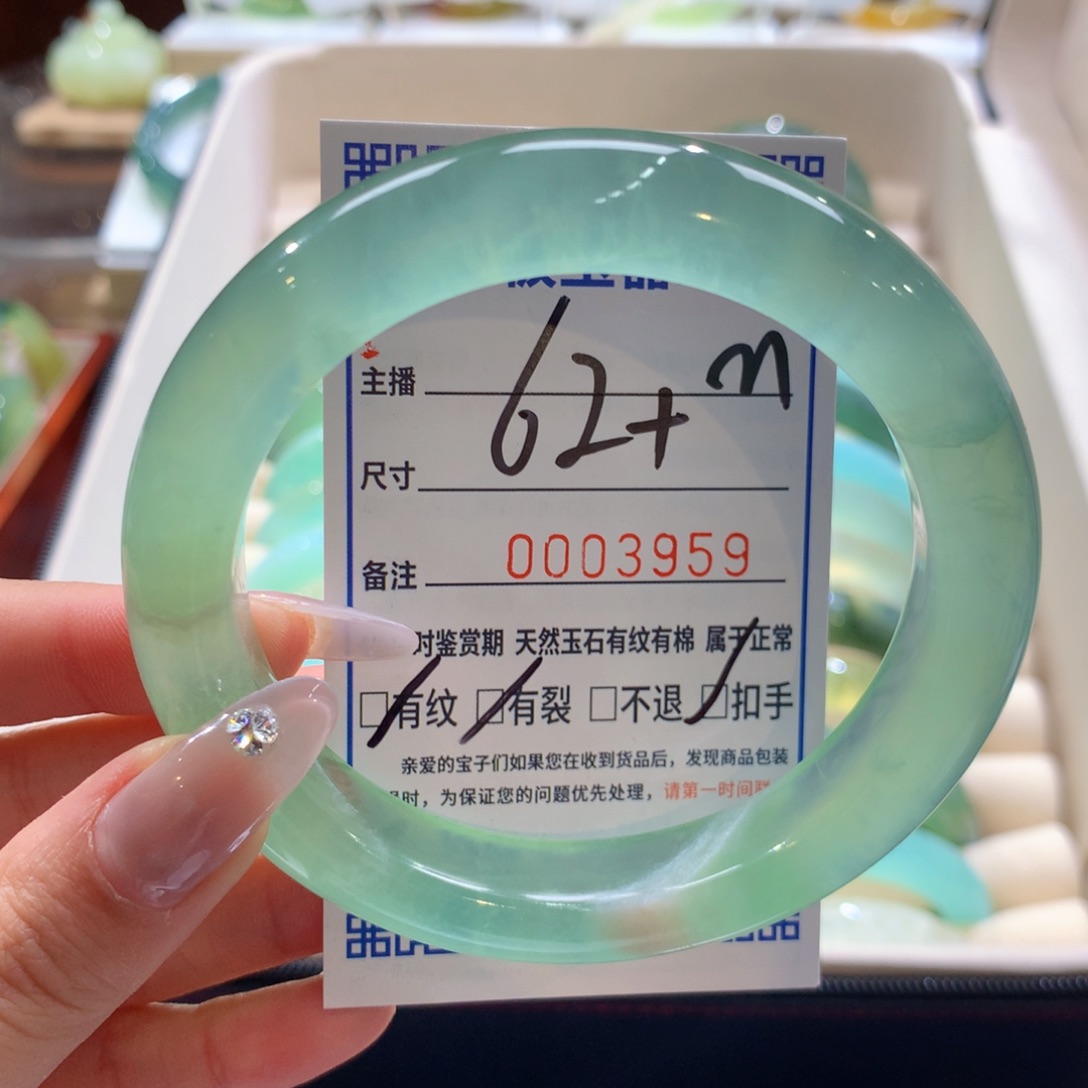 主播
62+ m
尺寸
备注
0003959
时鉴赏期 天然玉石有纹有棉 属于正常
□有纹 □有裂 □不退 □扣手
亲爱的宝子们如果您在收到货品后，发现商品包装
时，为保证您的问题优先处理，请第一时间联